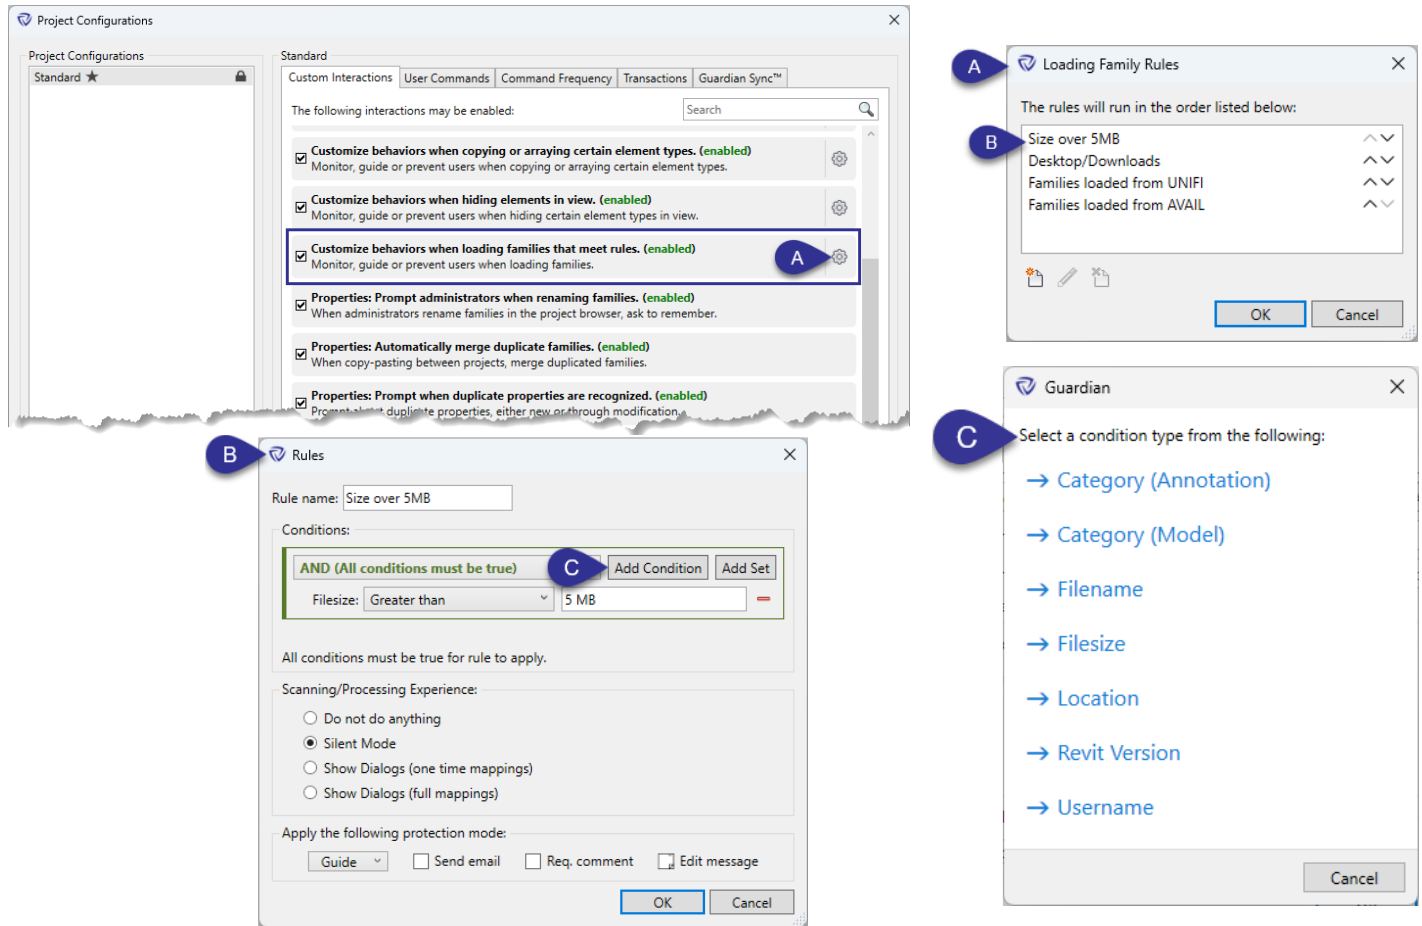 Project Configurations
Project Configurations
Standard
Standard
Custom Interactions
User Commands
Command Frequency
Transactions
Guardian Sync™
The following interactions may be enabled:
Search
Customize behaviors when copying or arraying certain element types. (enabled)
Monitor, guide or prevent users when copying or arraying certain element types.
Customize behaviors when hiding elements in view. (enabled)
Monitor, guide or prevent users when hiding certain element types in view.
Customize behaviors when loading families that meet rules. (enabled)
Monitor, guide or prevent users when loading families.
A
Properties: Prompt administrators when renaming families. (enabled)
When administrators rename families in the project browser, ask to remember.
Properties: Automatically merge duplicate families. (enabled)
When copy-pasting between projects, merge duplicated families.
Properties: Prompt when duplicate properties are recognized. (enabled)
Prompt about duplicate properties, either new or through modification.
A
Loading Family Rules
The rules will run in the order listed below:
B
Size over 5MB
Desktop/Downloads
Families loaded from UNIFI
Families loaded from AVAIL
OK
Cancel
B
Rules
Rule name:
Size over 5MB
Conditions:
AND (All conditions must be true)
C
Add Condition
Add Set
Filesize:
Greater than
5 MB
All conditions must be true for rule to apply.
Scanning/Processing Experience:
Do not do anything
Silent Mode
Show Dialogs (one time mappings)
Show Dialogs (full mappings)
Apply the following protection mode:
Guide
Send email
Req. comment
Edit message
OK
Cancel
Guardian
C
Select a condition type from the following:
Category (Annotation)
Category (Model)
Filename
Filesize
Location
Revit Version
Username
Cancel